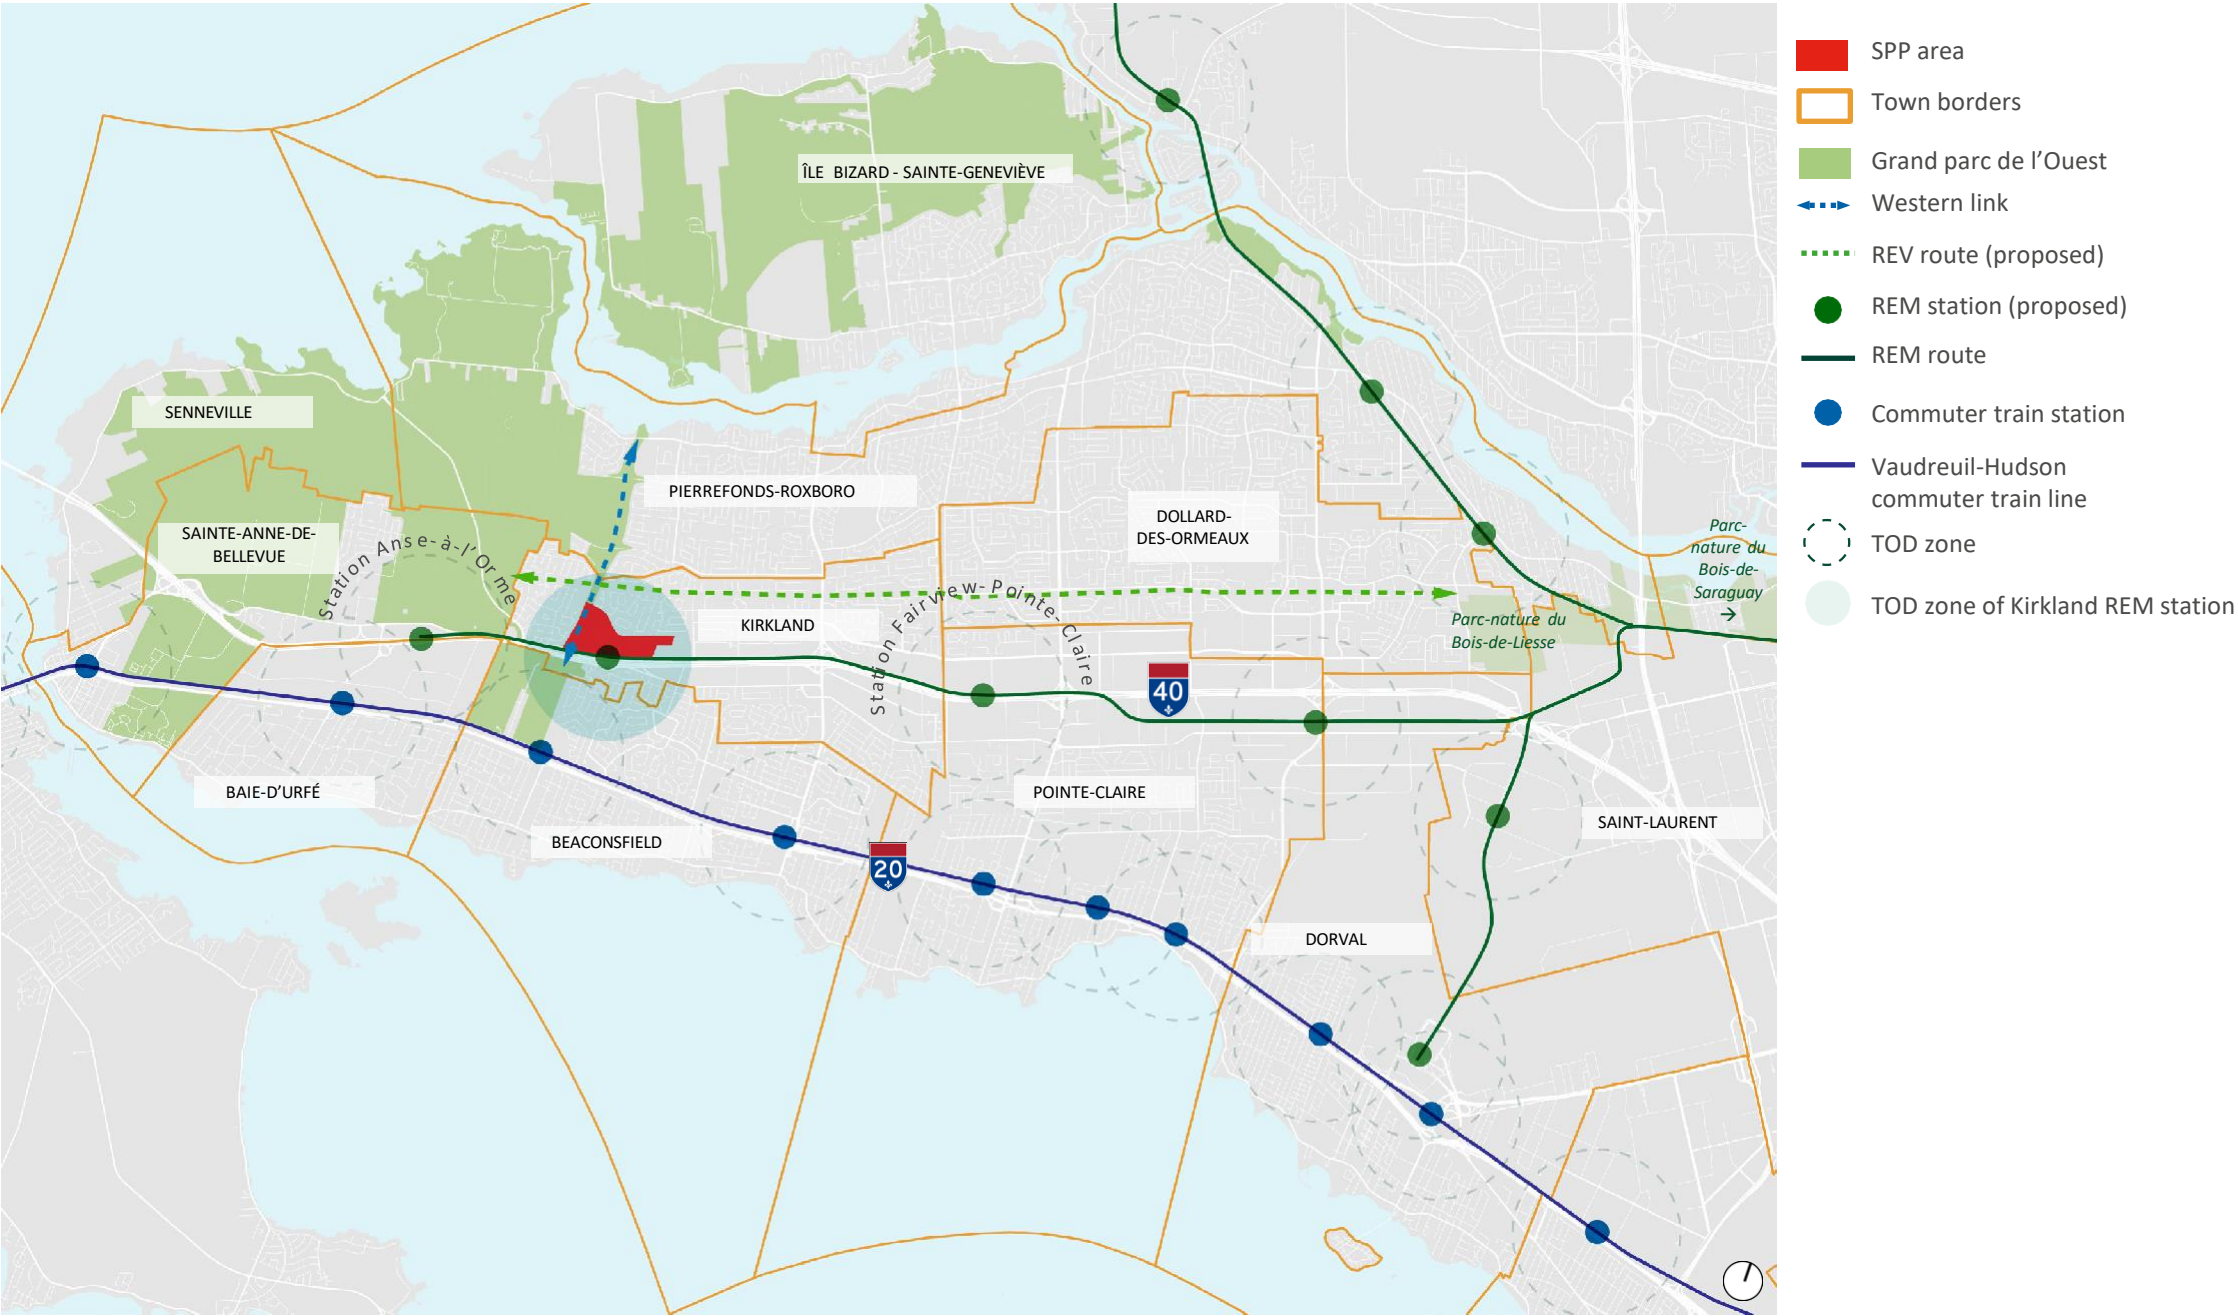 ÎLE BIZARD - SAINTE-GENEVIÈVE
SENNEVILLE
PIERREFONDS-ROXBORO
SAINTE-ANNE-DE-
BELLEVUE
DOLLARD-
DES-ORMEAUX
Station Anse-à-l'Orme
Parc-
nature du
Bois-de-
Saraguay
→
KIRKLAND
Station Fairview-Pointe-Claire
Parc-nature du
Bois-de-Liesse
40
BAIE-D'URFÉ
POINTE-CLAIRE
BEACONSFIELD
SAINT-LAURENT
20
DORVAL
SPP area
Town borders
Grand parc de l'Ouest
Western link
REV route (proposed)
REM station (proposed)
REM route
Commuter train station
Vaudreuil-Hudson
commuter train line
TOD zone
TOD zone of Kirkland REM station